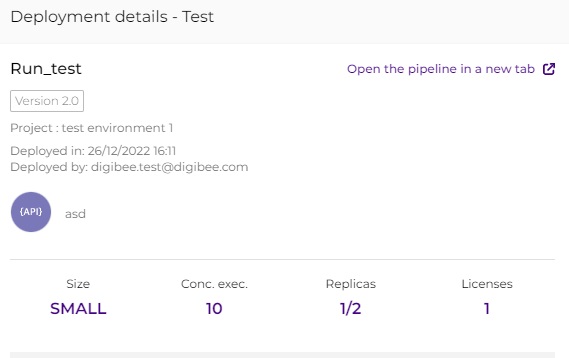 Deployment details - Test
Run_test
Open the pipeline in a new tab
Version 2.0
Project : test environment 1
Deployed in: 26/12/2022 16:11
Deployed by: digibee.test@digibee.com
{API}
asd
Size Conc. exec. Replicas Licenses
SMALL 10 1/2 1